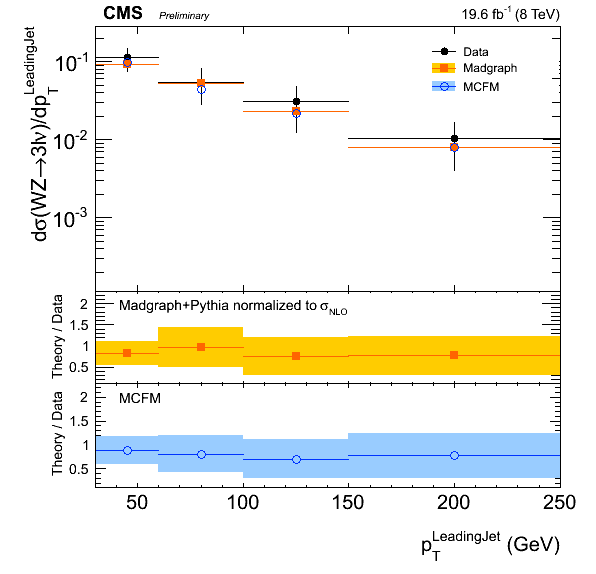 CMS Preliminary 19.6 fb⁻¹ (8 TeV)
dσ(WZ→3lν)/dp_T^LeadingJet
10⁻¹
10⁻²
10⁻³
Data
Madgraph
MCFM
Theory / Data
Madgraph+Pythia normalized to σ_NLO
2
1.5
1
0.5
Theory / Data
MCFM
2
1.5
1
0.5
50 100 150 200 250
p_T^LeadingJet (GeV)